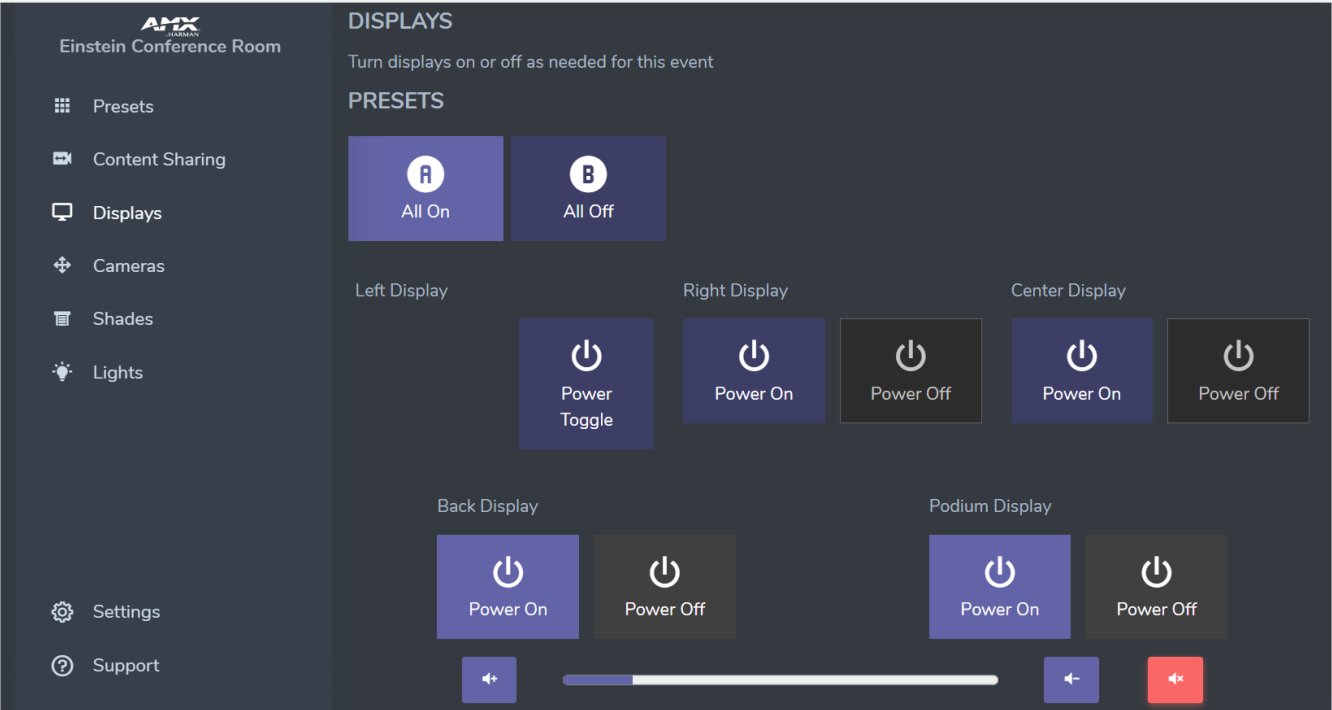 AMX
HARMAN
Einstein Conference Room
Presets
Content Sharing
Displays
Cameras
Shades
Lights
Settings
Support
DISPLAYS
Turn displays on or off as needed for this event
PRESETS
A
All On
B
All Off
Left Display
Power
Toggle
Right Display
Power On
Power Off
Center Display
Power On
Power Off
Back Display
Power On
Power Off
Podium Display
Power On
Power Off